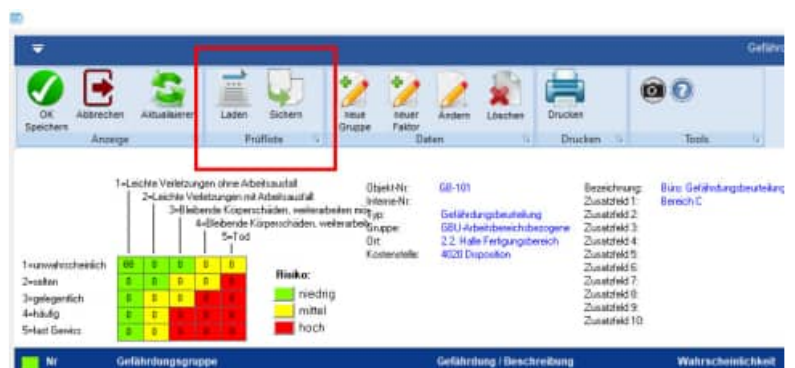 Gefähr
OK Speichern
Abbrechen
Aktualisieren
Laden
Sichern
neue Gruppe
neuer Faktor
Ändern
Löschen
Drucken
Anzeige
Prüfliste
Daten
Drucken
Tools
1=Leichte Verletzungen ohne Arbeitsausfall
2=Leichte Verletzungen mit Arbeitsausfall
3=Bleibende Körperschäden, weiterarbeiten mög
4=Bleibende Körperschäden, weiterarbeit
5=Tod
1=unwahrscheinlich
2=selten
3=gelegentlich
4=häufig
5=fast Gewiss
Risiko:
niedrig
mittel
hoch
Objekt-Nr: GB-101
Interne-Nr:
Typ: Gefährdungsbeurteilung
Gruppe: GBU-Arbeitsbereichsbezogene
Ort: 2.2. Halle Fertigungsbereich
Kostenstelle: 4020 Disposition
Bezeichnung: Büro: Gefährdungsbeurteilung
Zusatzfeld 1: Bereich C
Zusatzfeld 2:
Zusatzfeld 3:
Zusatzfeld 4:
Zusatzfeld 5:
Zusatzfeld 6:
Zusatzfeld 7:
Zusatzfeld 8:
Zusatzfeld 9:
Zusatzfeld 10:
Nr Gefährdungsgruppe Gefährdung / Beschreibung Wahrscheinlichkeit